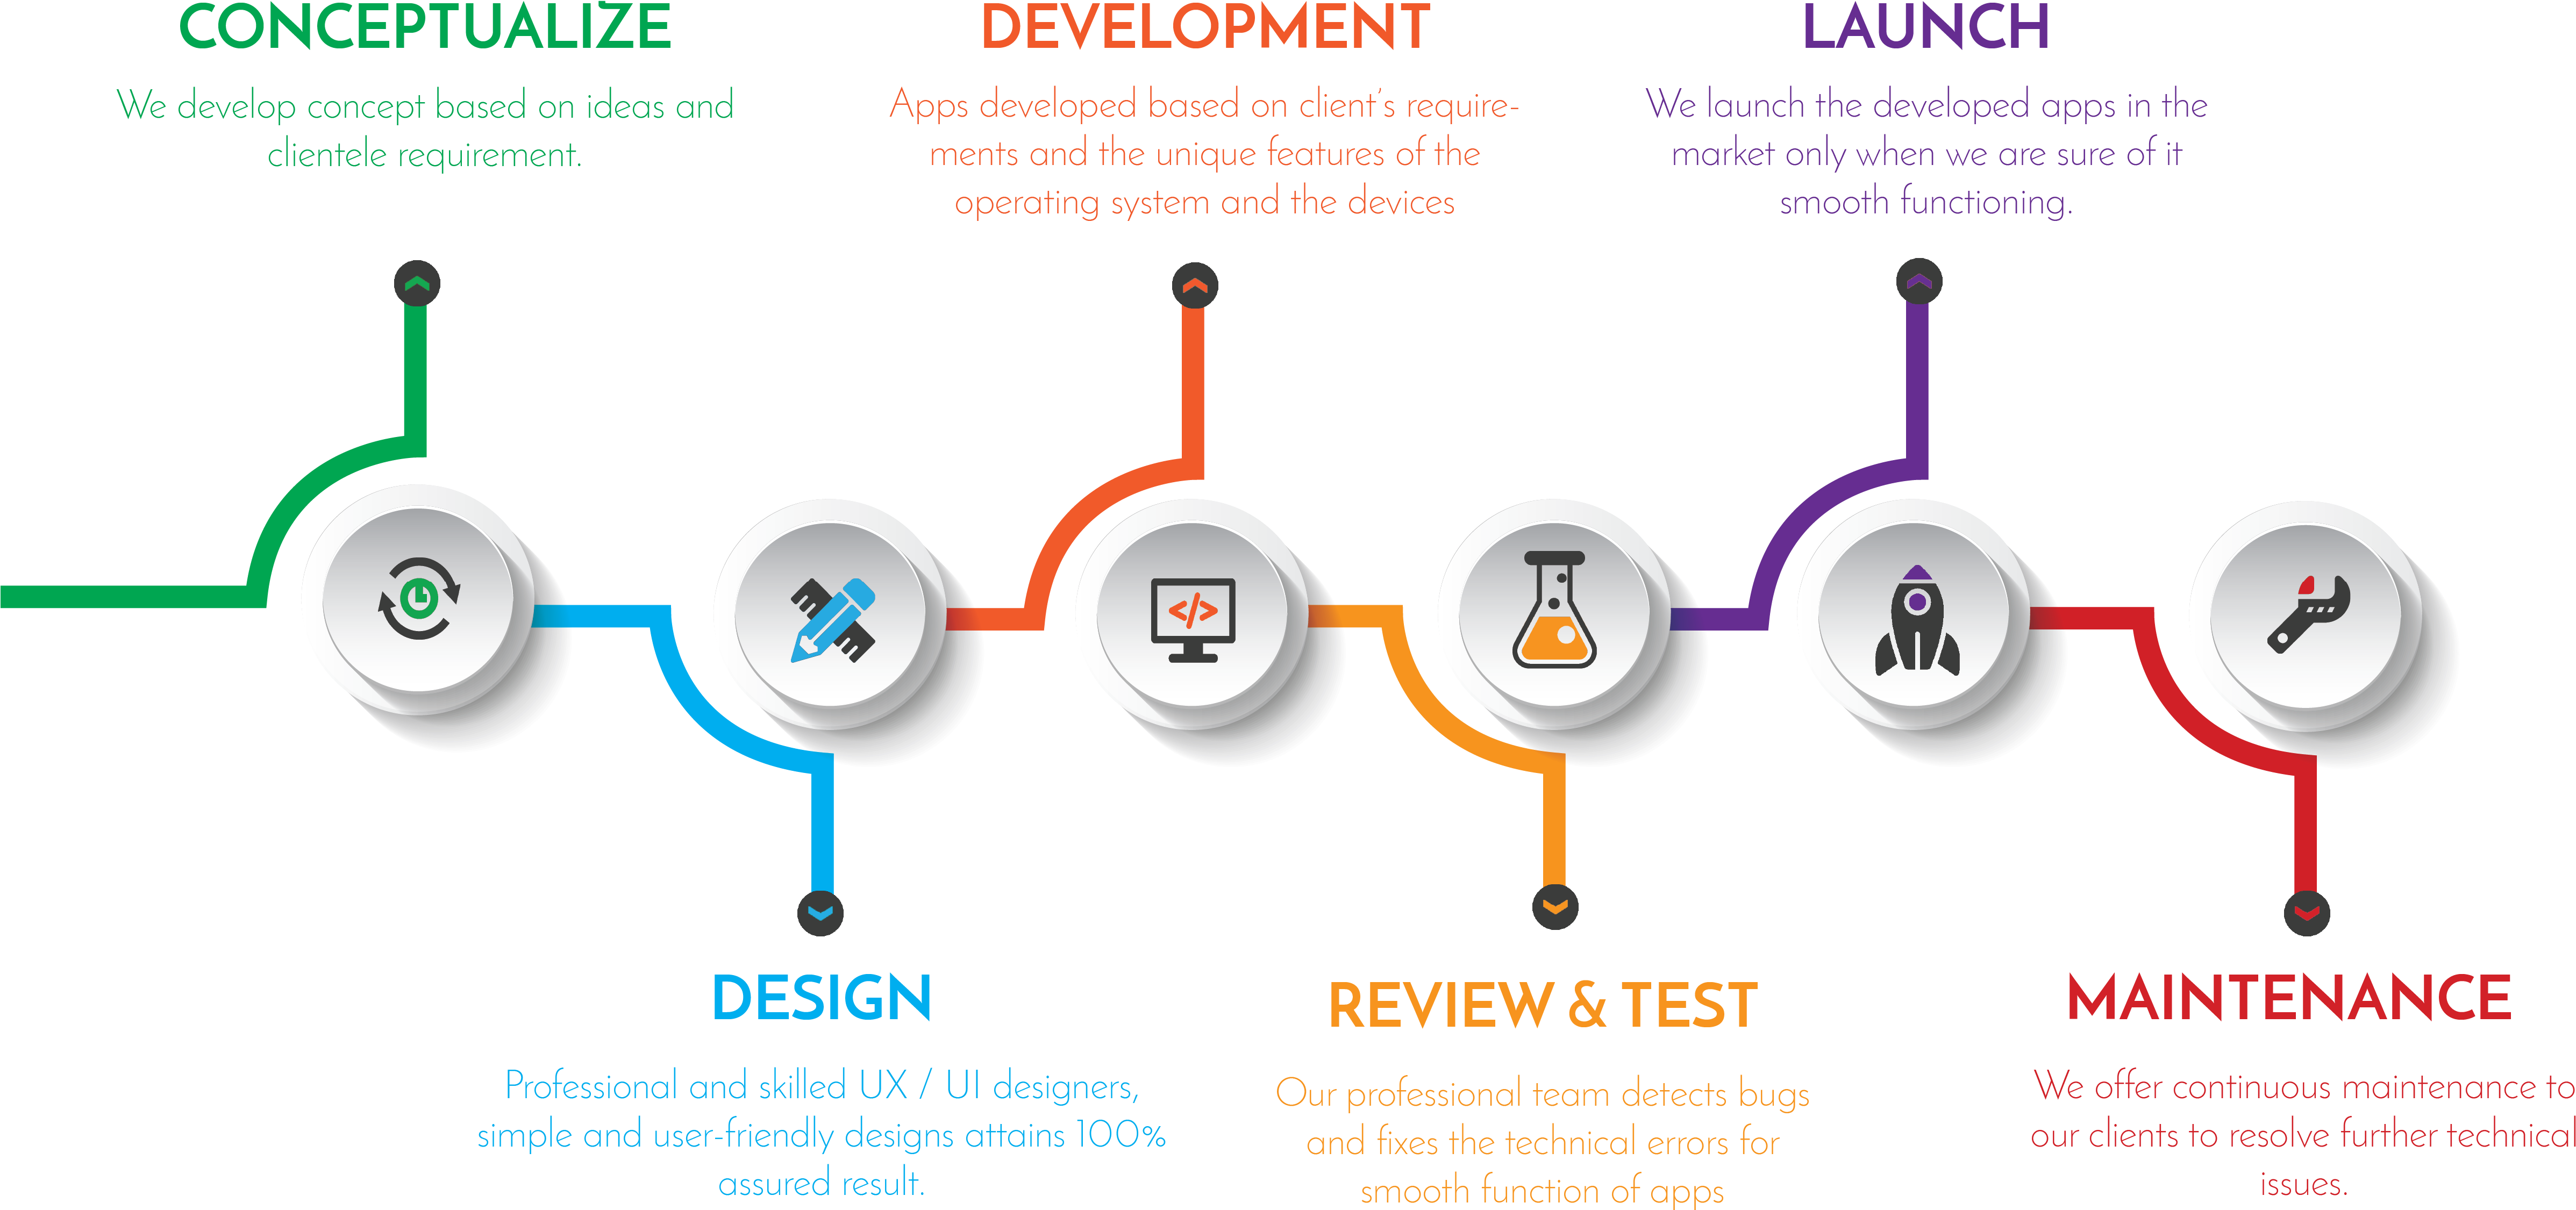 CONCEPTUALIZE
We develop concept based on ideas and
clientele requirement.
DEVELOPMENT
Apps developed based on client's require-
ments and the unique features of the
operating system and the devices
LAUNCH
We launch the developed apps in the
market only when we are sure of it
smooth functioning.
</>
DESIGN
Professional and skilled UX / UI designers,
simple and user-friendly designs attains 100%
assured result.
REVIEW & TEST
Our professional team detects bugs
and fixes the technical errors for
smooth function of apps
MAINTENANCE
We offer continuous maintenance to
our clients to resolve further technical
issues.